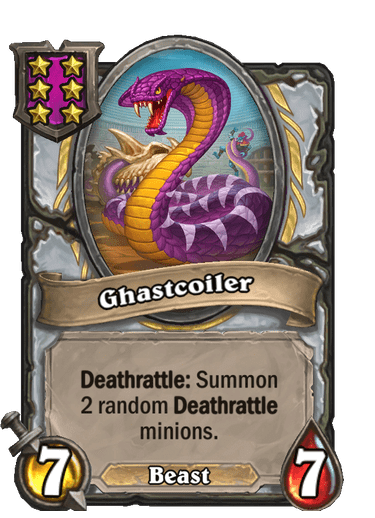 Ghastcoiler
Deathrattle: Summon
2 random Deathrattle
minions.
7
Beast
7